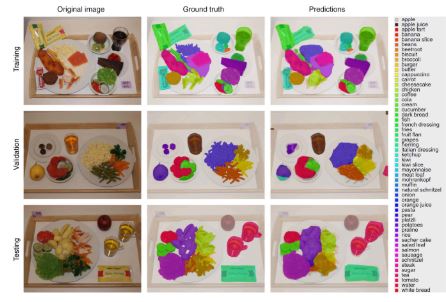 Original image
Ground truth
Predictions
Training
Validation
Testing
apple
apple juice
apple tart
banana
banana slice
beans
beetroot
biscuit
broccoli
burger
butter
cappuccino
carrot
cheesecake
chicken
coffee
cola
cream
cucumber
dark bread
fish
french dressing
fries
fruit flan
grapes
herring
italian dressing
ketchup
kiwi
kiwi slice
mayonnaise
meat loaf
mohrenkopf
muffin
natural schnitzel
onion
orange
orange juice
pasta
pear
potatoes
praline
rice
sacher cake
salad leaf
salmon
sausage
schnitzel
steak
sugar
tea
tomato
water
white bread